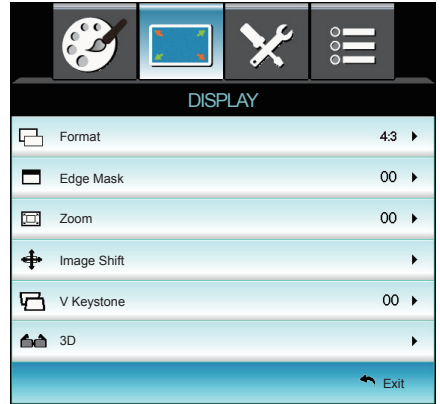 DISPLAY
Format 4:3
Edge Mask 00
Zoom 00
Image Shift
V Keystone 00
3D
Exit